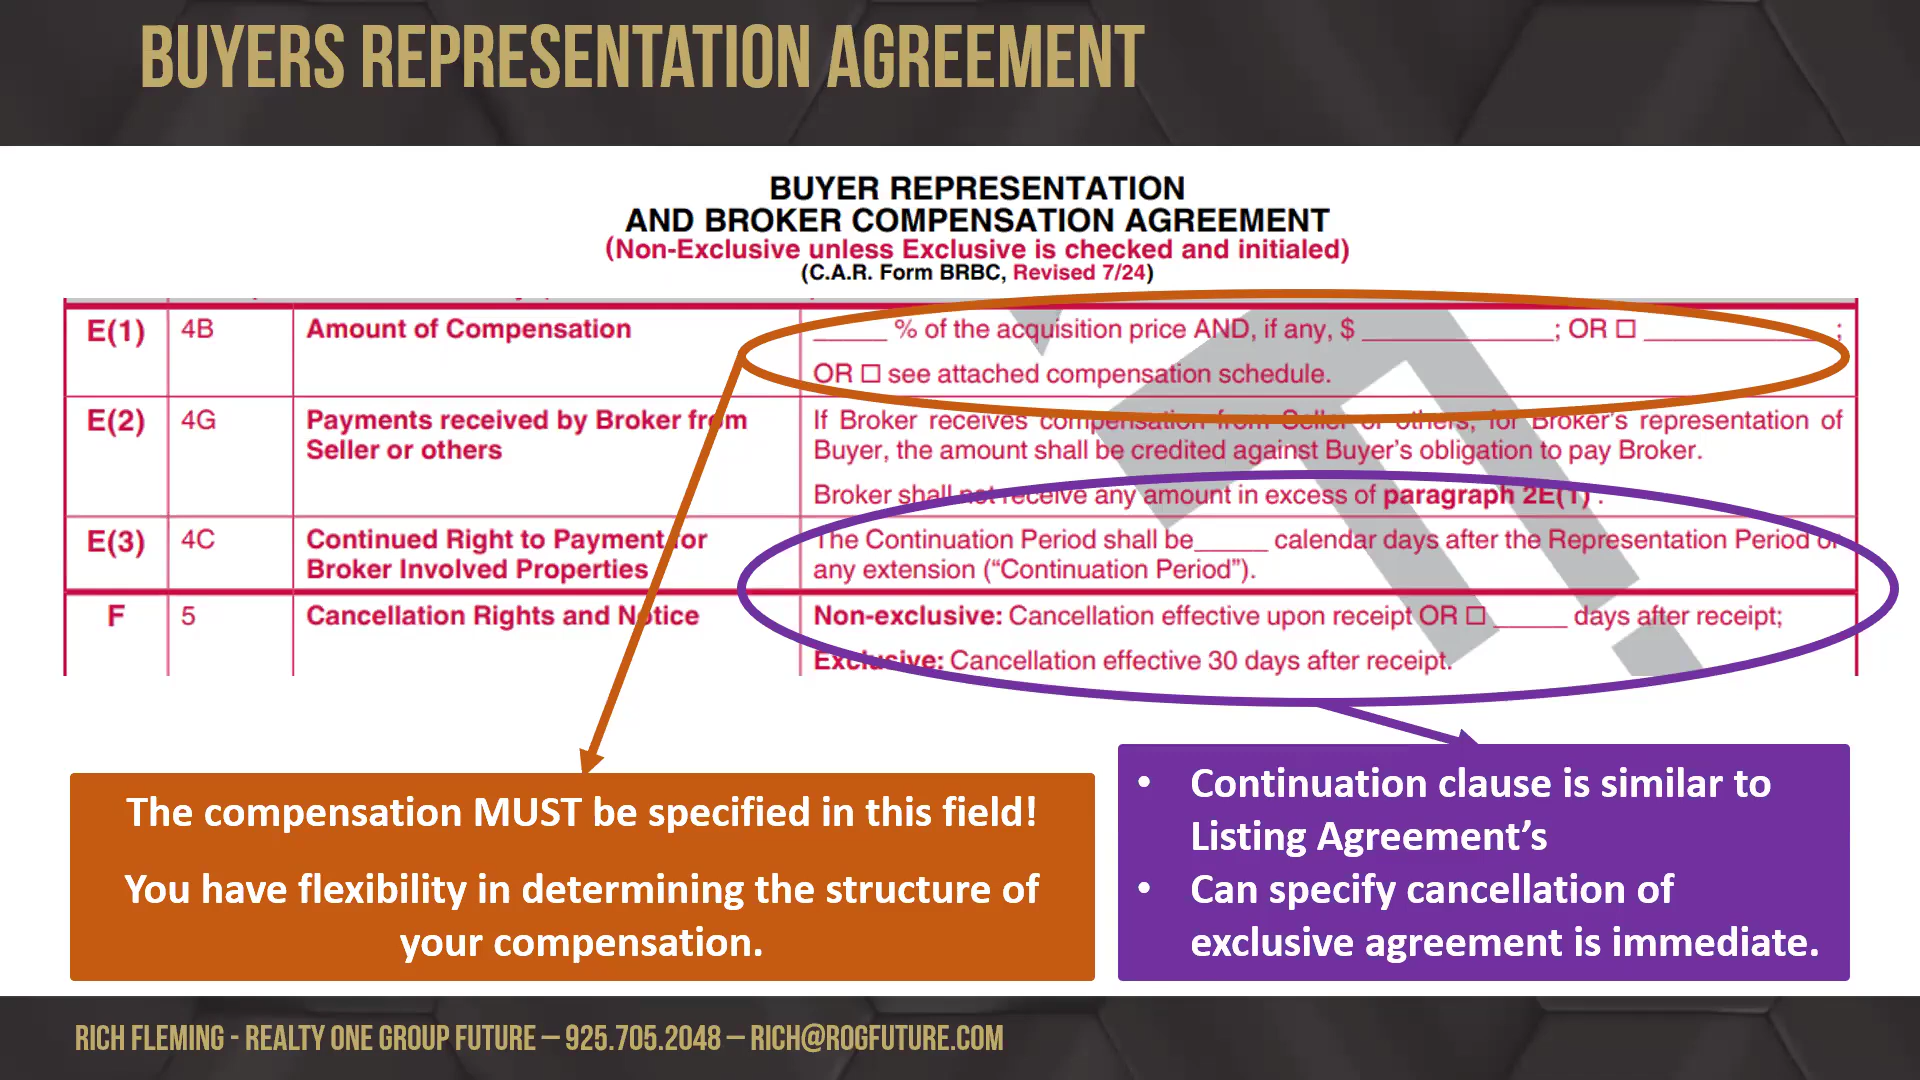 BUYERS REPRESENTATION AGREEMENT
BUYER REPRESENTATION
AND BROKER COMPENSATION AGREEMENT
(Non-Exclusive unless Exclusive is checked and initialed)
(C.A.R. Form BRBC, Revised 7/24)
E(1) 4B Amount of Compensation _____ % of the acquisition price AND, if any, $ _____________; OR ☐ ____________;
OR ☐ see attached compensation schedule.
E(2) 4G Payments received by Broker from If Broker receives compensation from Seller or others, for Broker's representation of
Seller or others Buyer, the amount shall be credited against Buyer's obligation to pay Broker.
Broker shall not receive any amount in excess of paragraph 2E(1) .
E(3) 4C Continued Right to Payment for The Continuation Period shall be_____ calendar days after the Representation Period or
Broker Involved Properties any extension (“Continuation Period”).
F 5 Cancellation Rights and Notice Non-exclusive: Cancellation effective upon receipt OR ☐ _____ days after receipt;
Exclusive: Cancellation effective 30 days after receipt.
The compensation MUST be specified in this field!
You have flexibility in determining the structure of
your compensation.
• Continuation clause is similar to
Listing Agreement’s
• Can specify cancellation of
exclusive agreement is immediate.
RICH FLEMING - REALTY ONE GROUP FUTURE – 925.705.2048 – RICH@ROGFUTURE.COM